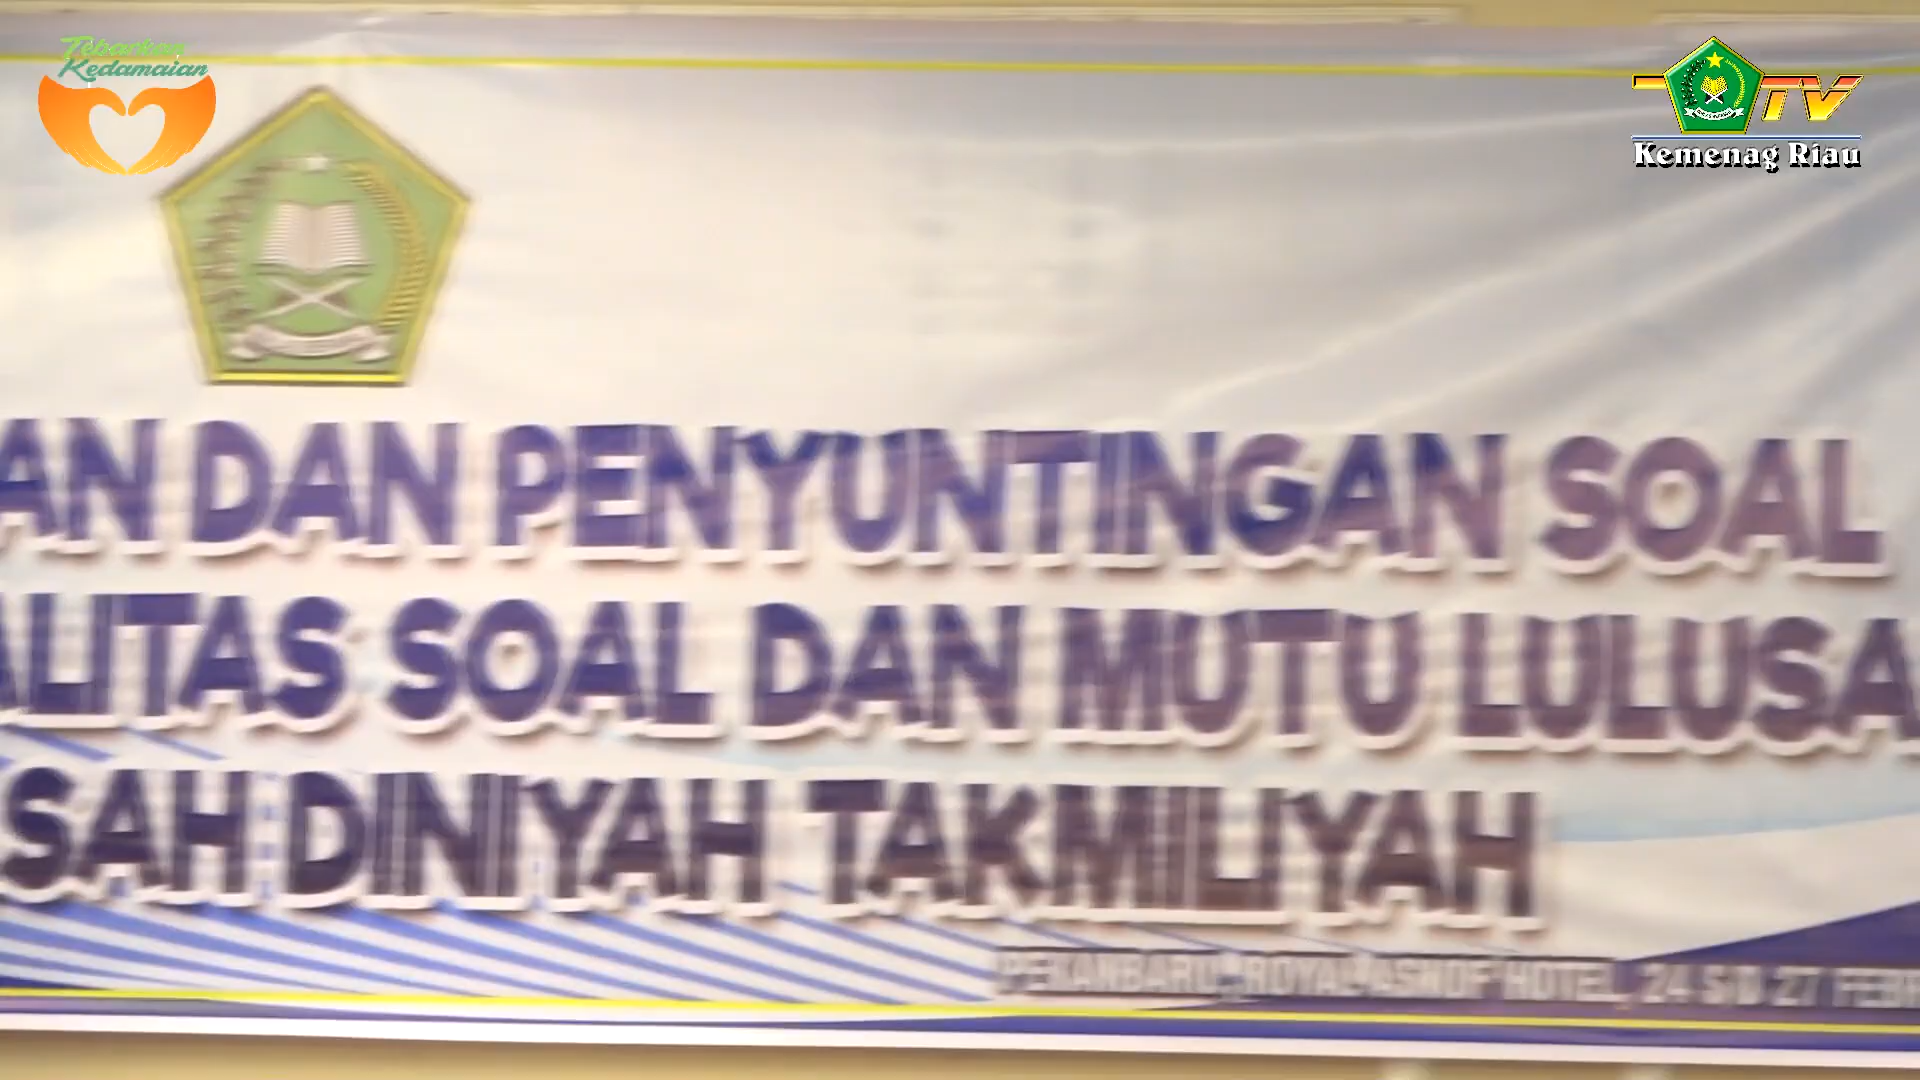 Tebarkan
Kedamaian
TV
Kemenag Riau
AN DAN PENYUNTINGAN SOAL
ALITAS SOAL DAN MUTU LULUSA
SAH DINIYAH TAKMILIYAH
PEKANBARU, ROYAL ASNOF HOTEL, 24 S.D 27 FEBR